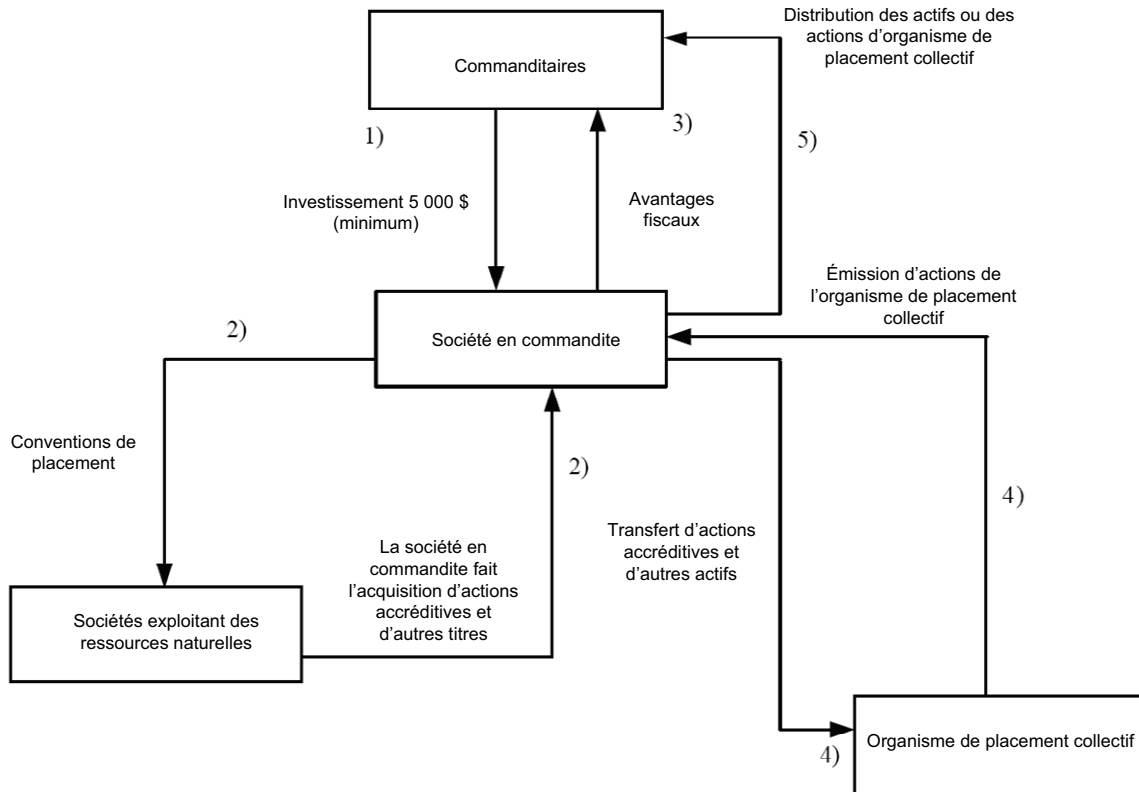 Distribution des actifs ou des
actions d'organisme de
placement collectif
Commanditaires
1)
3)
5)
Investissement 5 000 $
(minimum)
Avantages
fiscaux
Émission d'actions de
l'organisme de placement
collectif
2)
Société en commandite
Conventions de
placement
2)
4)
La société en
commandite fait
l'acquisition d'actions
accréditives et
d'autres titres
Transfert d'actions
accréditives et
d'autres actifs
Sociétés exploitant des
ressources naturelles
4)
Organisme de placement collectif